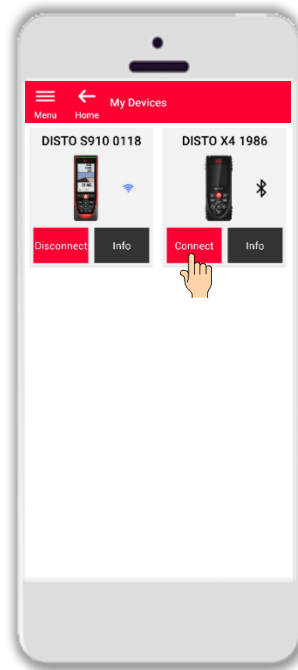 My Devices
Menu Home
DISTO S910 0118
DISTO X4 1986
Disconnect Info
Connect Info